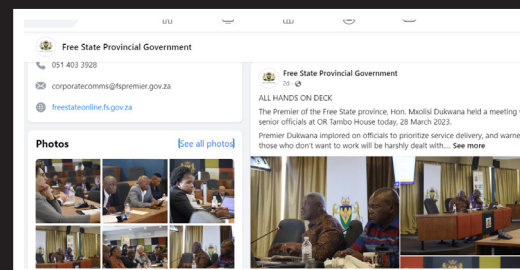 Free State Provincial Government
051 403 3928
corporatecomms@fspremier.gov.za
freestateonline.fs.gov.za
Photos
See all photos
Free State Provincial Government
2d ·
ALL HANDS ON DECK
The Premier of the Free State province, Hon. Mxolisi Dukwana held a meeting
senior officials at OR Tambo House today, 28 March 2023.
Premier Dukwana implored on officials to prioritize service delivery, and warne
those who don't want to work will be harshly dealt with... See more